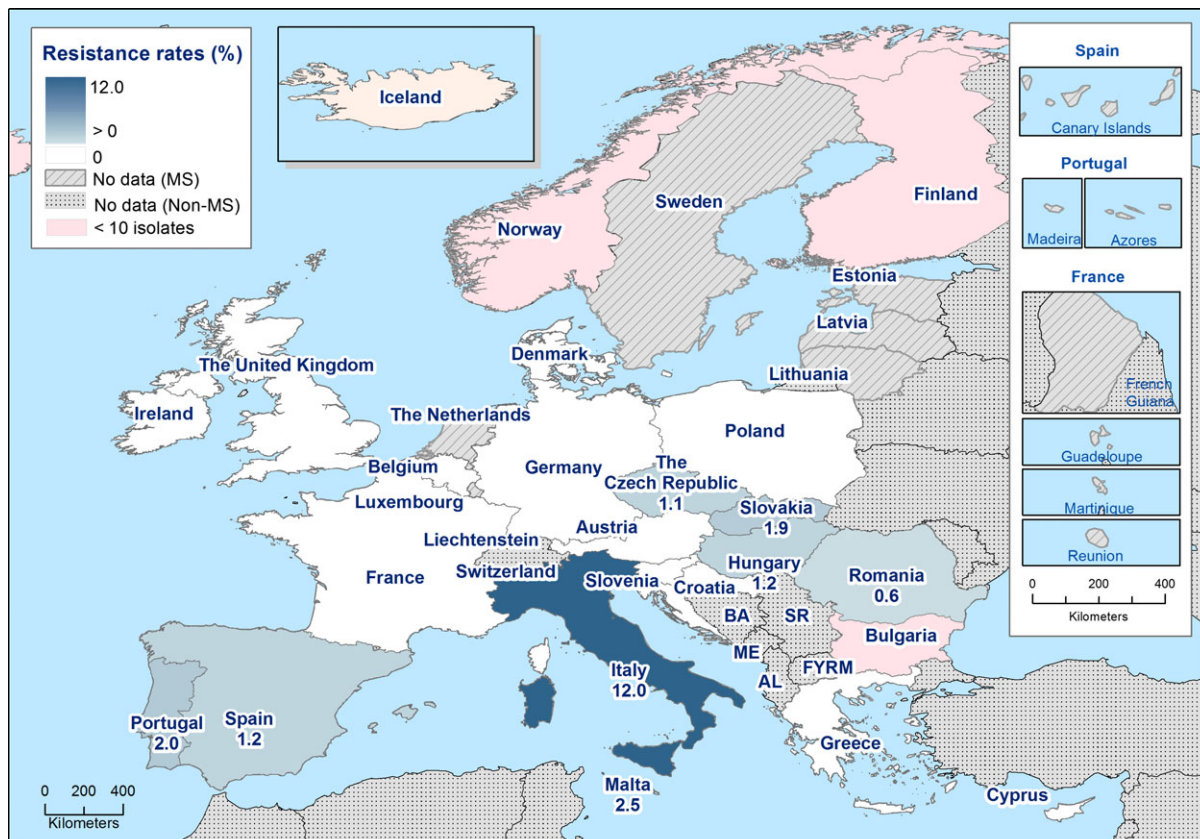 Resistance rates (%)
12.0
> 0
0
No data (MS)
No data (Non-MS)
< 10 isolates
Iceland
Norway
Sweden
Finland
Estonia
Latvia
Lithuania
Denmark
The United Kingdom
Ireland
The Netherlands
Belgium
Luxembourg
Germany
Poland
The
Czech Republic
1.1
Slovakia
1.9
Austria
Liechtenstein
Switzerland
France
Hungary
1.2
Slovenia
Croatia
Romania
0.6
BA
SR
Bulgaria
ME
FYRM
AL
Italy
12.0
Portugal
2.0
Spain
1.2
Greece
Malta
2.5
Cyprus
0 200 400
Kilometers
Spain
Canary Islands
Portugal
Madeira
Azores
France
French
Guiana
Guadeloupe
Martinique
Reunion
0 200 400
Kilometers